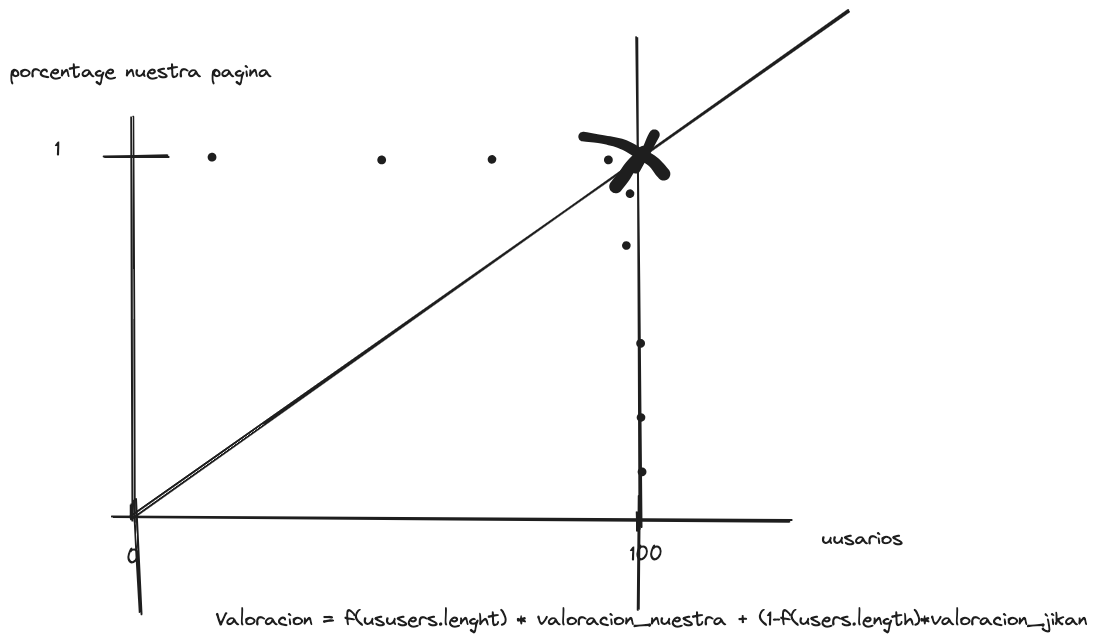 porcentage nuestra pagina
1
uusarios
0
100
Valoracion = f(ususers.lenght) * valoracion_nuestra + (1-f(users.length)*valoracion_jikan